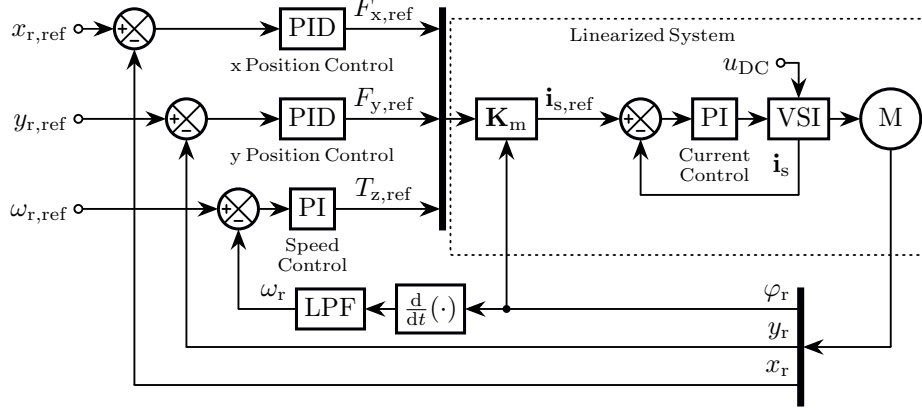 x_r,ref
+
−
PID
F_x,ref
x Position Control
Linearized System
u_DC
y_r,ref
+
−
PID
F_y,ref
y Position Control
K_m
i_s,ref
+
−
PI
Current
Control
VSI
i_s
M
ω_r,ref
+
−
PI
T_z,ref
Speed
Control
ω_r
LPF
d/dt(·)
φ_r
y_r
x_r